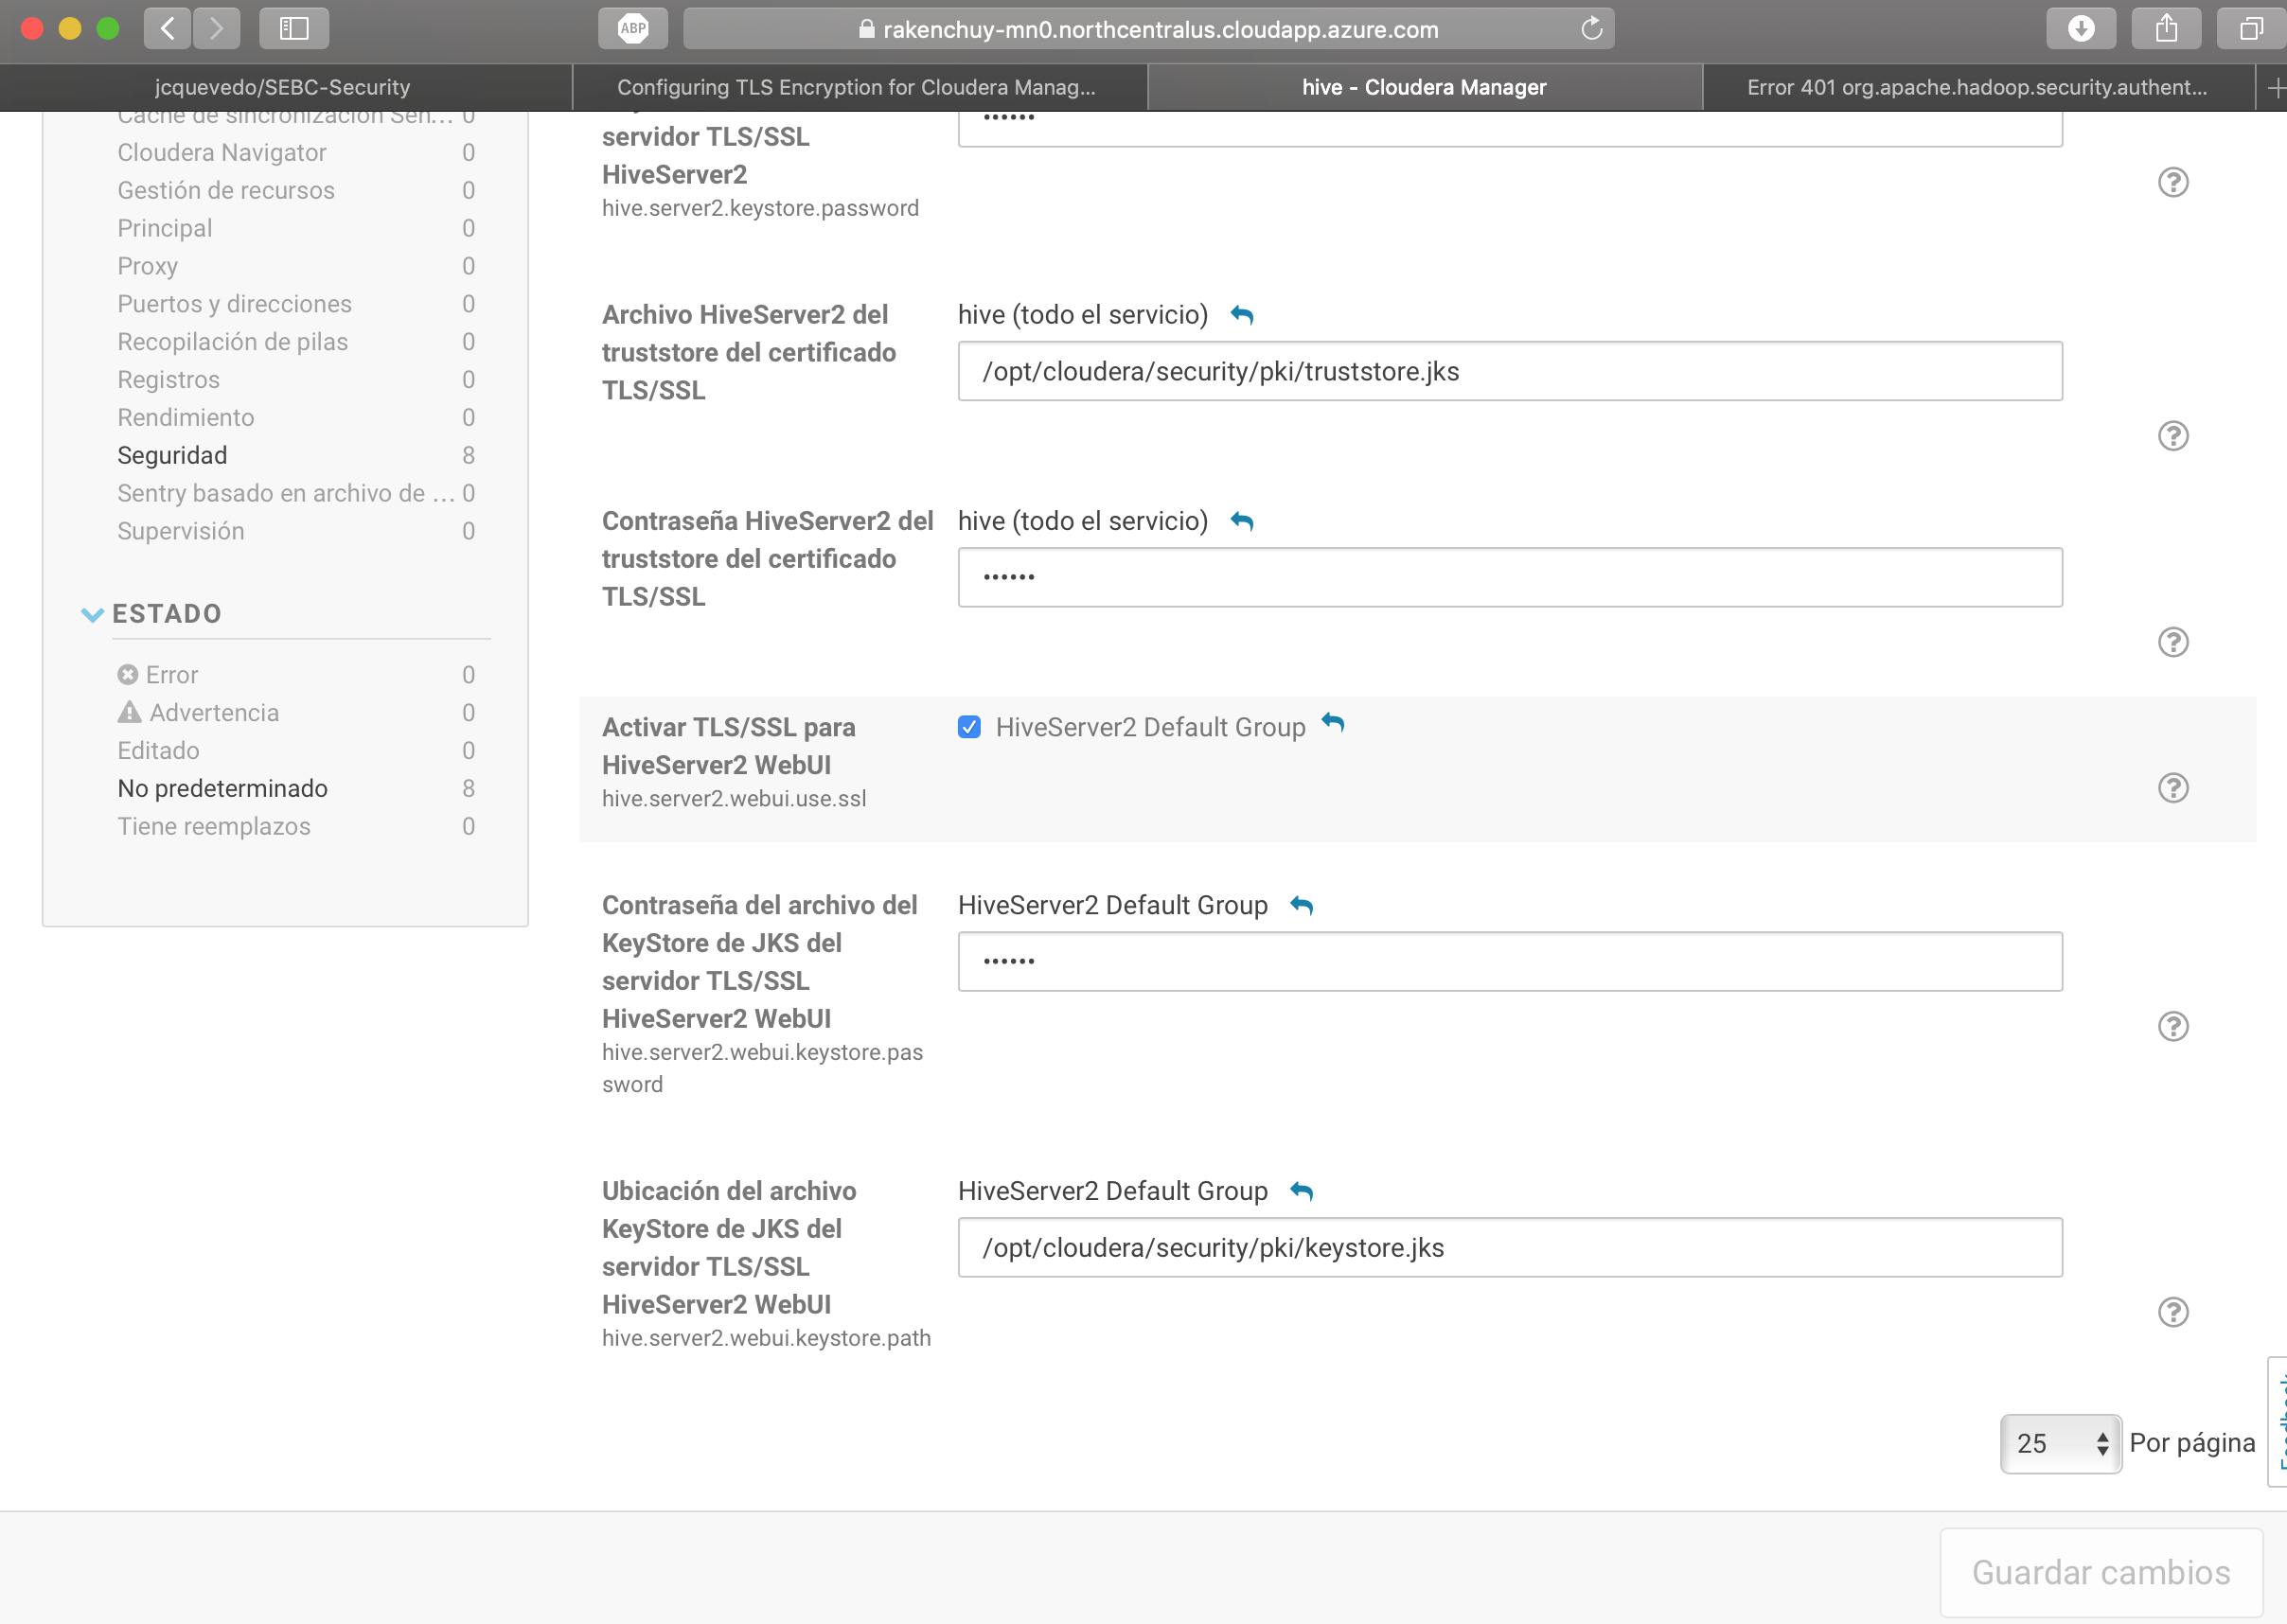 ABP
rakenchuy-mn0.northcentralus.cloudapp.azure.com
jcquevedo/SEBC-Security
Configuring TLS Encryption for Cloudera Manag...
hive - Cloudera Manager
Error 401 org.apache.hadoop.security.authent...
Caché de sincronización Sen... 0
Cloudera Navigator 0
Gestión de recursos 0
Principal 0
Proxy 0
Puertos y direcciones 0
Recopilación de pilas 0
Registros 0
Rendimiento 0
Seguridad 8
Sentry basado en archivo de ... 0
Supervisión 0
ESTADO
Error 0
Advertencia 0
Editado 0
No predeterminado 8
Tiene reemplazos 0
servidor TLS/SSL
HiveServer2
hive.server2.keystore.password
••••••
Archivo HiveServer2 del
truststore del certificado
TLS/SSL
hive (todo el servicio)
/opt/cloudera/security/pki/truststore.jks
Contraseña HiveServer2 del
truststore del certificado
TLS/SSL
hive (todo el servicio)
••••••
Activar TLS/SSL para
HiveServer2 WebUI
hive.server2.webui.use.ssl
HiveServer2 Default Group
Contraseña del archivo del
KeyStore de JKS del
servidor TLS/SSL
HiveServer2 WebUI
hive.server2.webui.keystore.pas
sword
HiveServer2 Default Group
••••••
Ubicación del archivo
KeyStore de JKS del
servidor TLS/SSL
HiveServer2 WebUI
hive.server2.webui.keystore.path
HiveServer2 Default Group
/opt/cloudera/security/pki/keystore.jks
25 Por página
Feedback
Guardar cambios